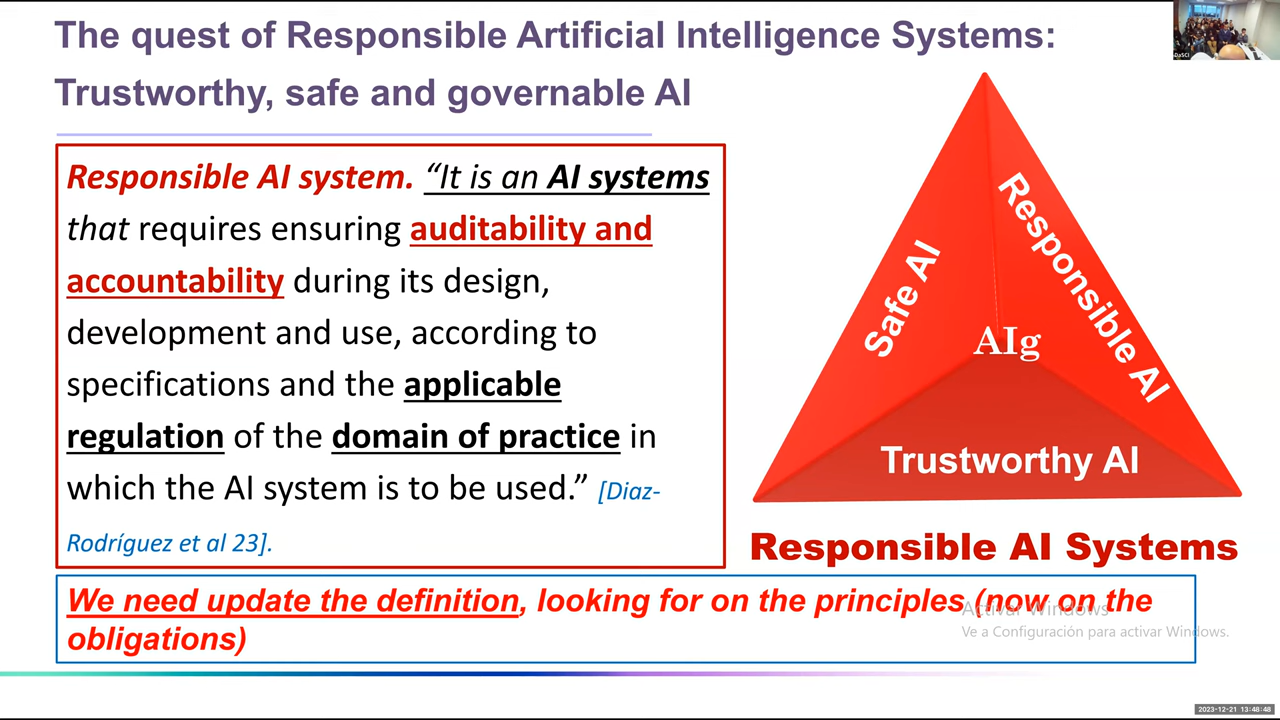 The quest of Responsible Artificial Intelligence Systems:
Trustworthy, safe and governable AI
Responsible AI system. “It is an AI systems
that requires ensuring auditability and
accountability during its design,
development and use, according to
specifications and the applicable
regulation of the domain of practice in
which the AI system is to be used.” [Diaz-
Rodríguez et al 23].
Safe AI
Responsible AI
AIg
Trustworthy AI
Responsible AI Systems
We need update the definition, looking for on the principles (now on the
obligations)
Activar Windows
Ve a Configuración para activar Windows.
DaSCI
2023-12-21 13:48:48